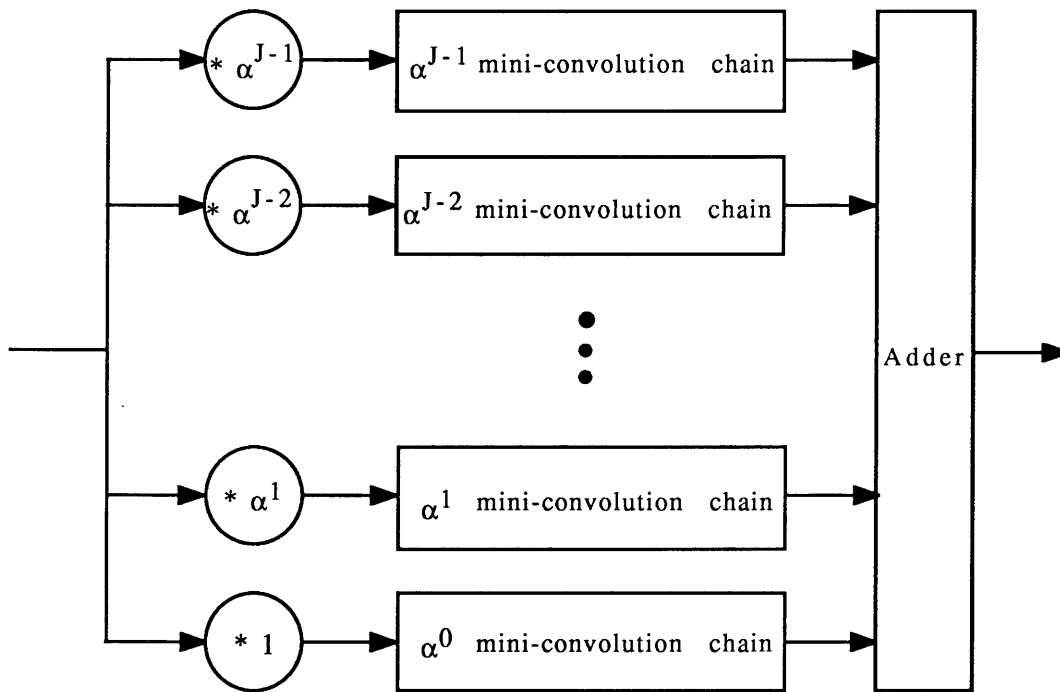 * α^J-1
α^J-1 mini-convolution chain
* α^J-2
α^J-2 mini-convolution chain
Adder
* α^1
α^1 mini-convolution chain
* 1
α^0 mini-convolution chain